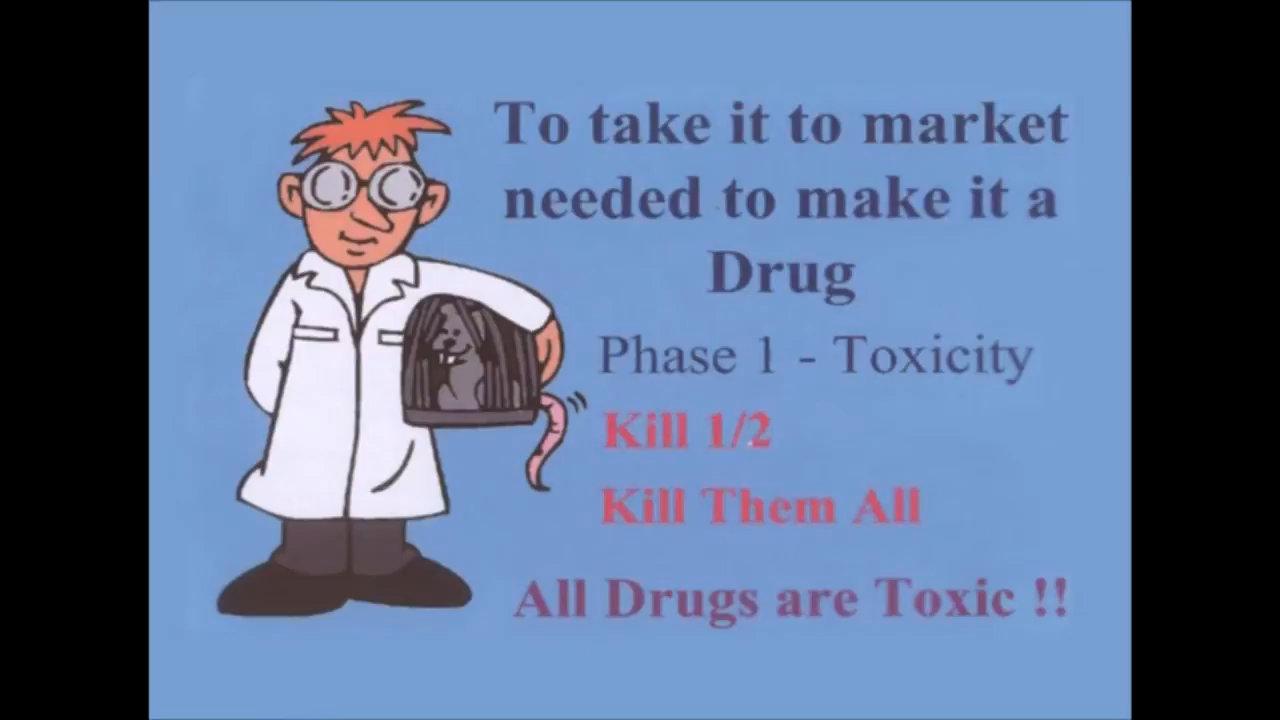 To take it to market
needed to make it a
Drug
Phase 1 - Toxicity
Kill 1/2
Kill Them All
All Drugs are Toxic !!